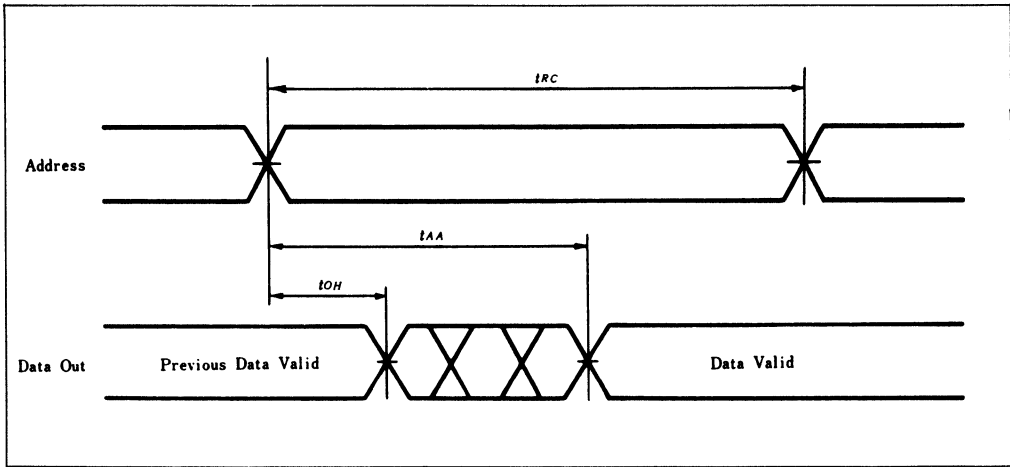 tRC
Address
tAA
tOH
Data Out
Previous Data Valid
Data Valid